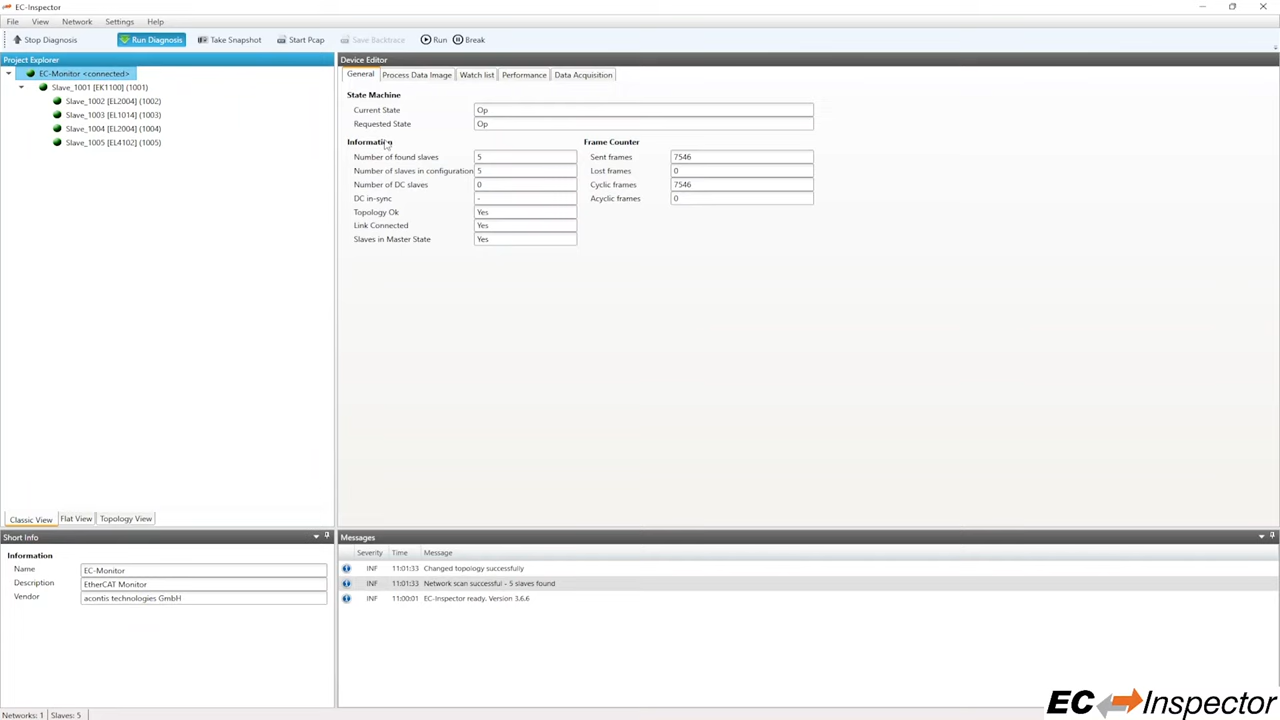 EC-Inspector
File View Network Settings Help
Stop Diagnosis Run Diagnosis Take Snapshot Start Pcap Save Backtrace Run Break
Project Explorer
EC-Monitor <connected>
Slave_1001 [EK1100] (1001)
Slave_1002 [EL2004] (1002)
Slave_1003 [EL1014] (1003)
Slave_1004 [EL2004] (1004)
Slave_1005 [EL4102] (1005)
Classic View Flat View Topology View
Device Editor
General Process Data Image Watch list Performance Data Acquisition
State Machine
Current State Op
Requested State Op
Information
Number of found slaves 5
Number of slaves in configuration 5
Number of DC slaves 0
DC in-sync -
Topology Ok Yes
Link Connected Yes
Slaves in Master State Yes
Frame Counter
Sent frames 7546
Lost frames 0
Cyclic frames 7546
Acyclic frames 0
Short Info
Information
Name EC-Monitor
Description EtherCAT Monitor
Vendor acontis technologies GmbH
Messages
Severity Time Message
INF 11:01:33 Changed topology successfully
INF 11:01:33 Network scan successful - 5 slaves found
INF 11:00:01 EC-Inspector ready. Version 3.6.6
Networks: 1 Slaves: 5
EC Inspector